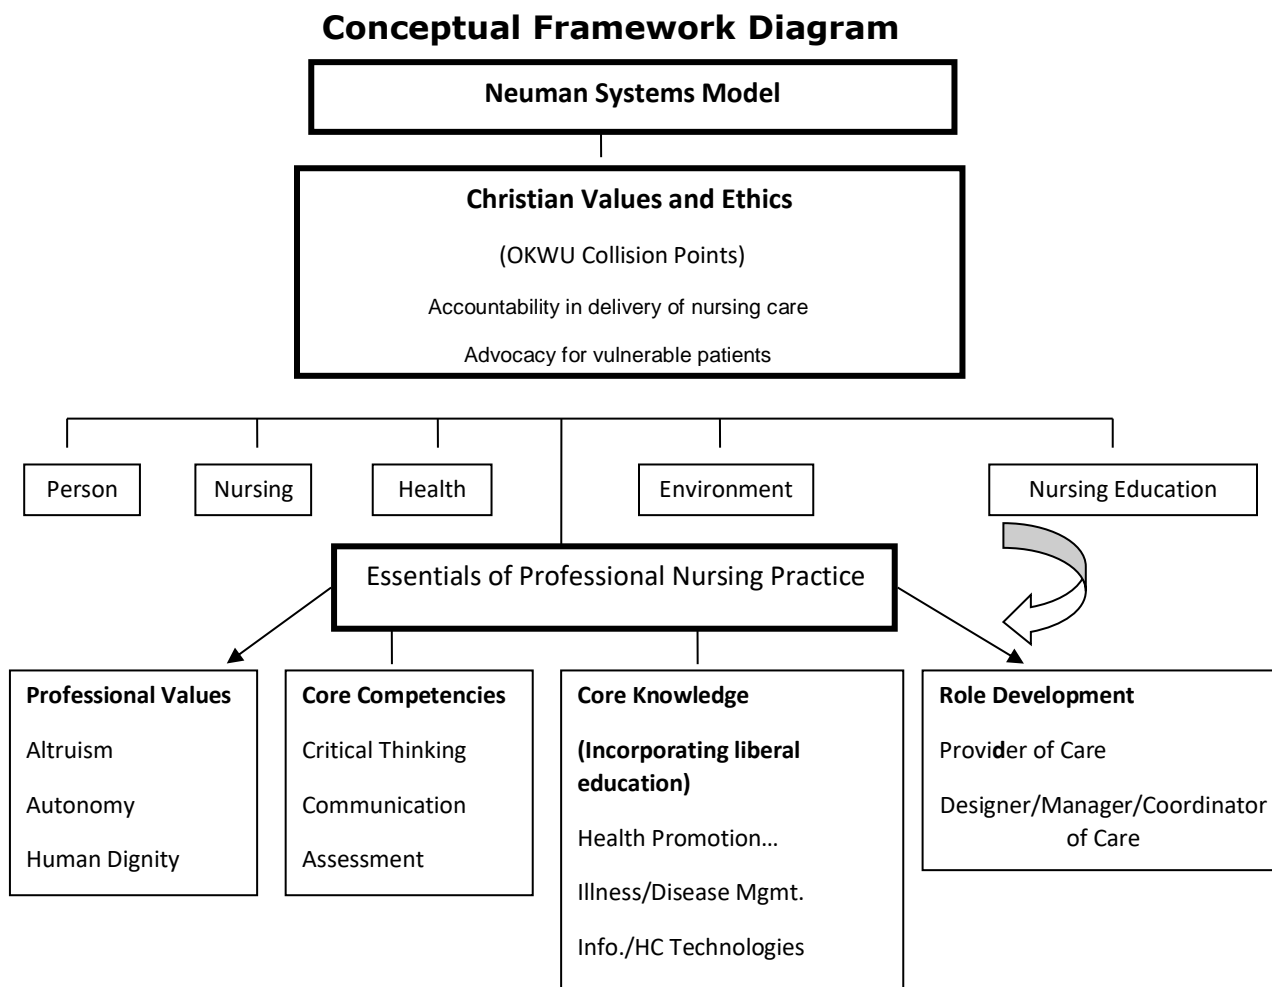 Conceptual Framework Diagram
Neuman Systems Model
Christian Values and Ethics
(OKWU Collision Points)
Accountability in delivery of nursing care
Advocacy for vulnerable patients
Person
Nursing
Health
Environment
Nursing Education
Essentials of Professional Nursing Practice
Professional Values
Altruism
Autonomy
Human Dignity
Core Competencies
Critical Thinking
Communication
Assessment
Core Knowledge
(Incorporating liberal
education)
Health Promotion…
Illness/Disease Mgmt.
Info./HC Technologies
Role Development
Provider of Care
Designer/Manager/Coordinator
of Care